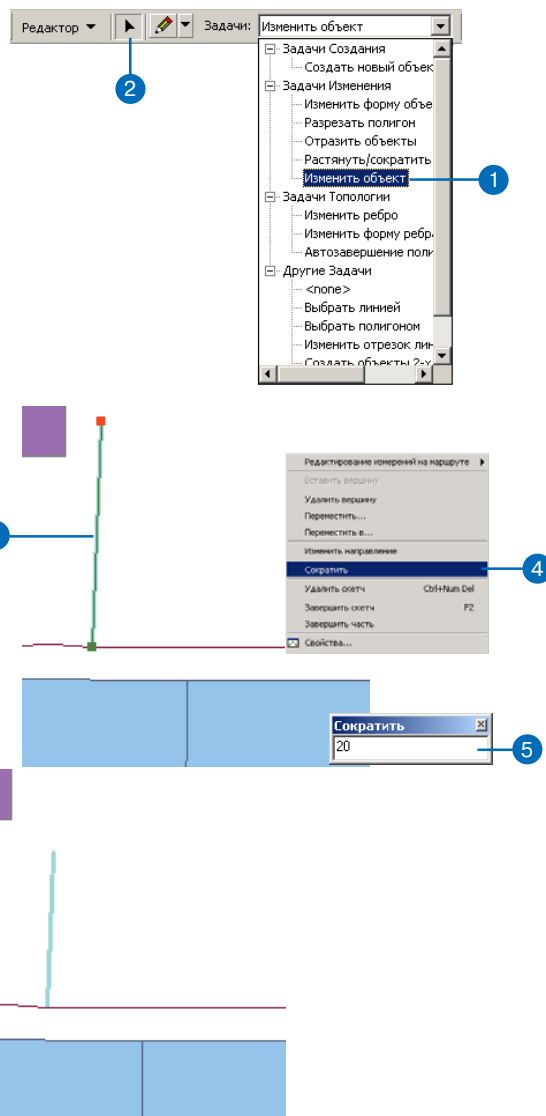 Редактор Задачи: Изменить объект
2
Задачи Создания
Создать новый объек
Задачи Изменения
Изменить форму объе
Разрезать полигон
Отразить объекты
Растянуть/сократить
Изменить объект
1
Задачи Топологии
Изменить ребро
Изменить форму ребр
Автозавершение поли
Другие Задачи
<none>
Выбрать линией
Выбрать полигоном
Изменить отрезок лин
Создать объекты 2-х
Редактирование измерений на маршруте
Вставить вершину
Удалить вершину
Переместить...
Переместить в...
Изменить направление
Сократить
4
Удалить скетч Ctrl+Num Del
Завершить скетч F2
Завершить часть
Свойства...
Сократить
20
5